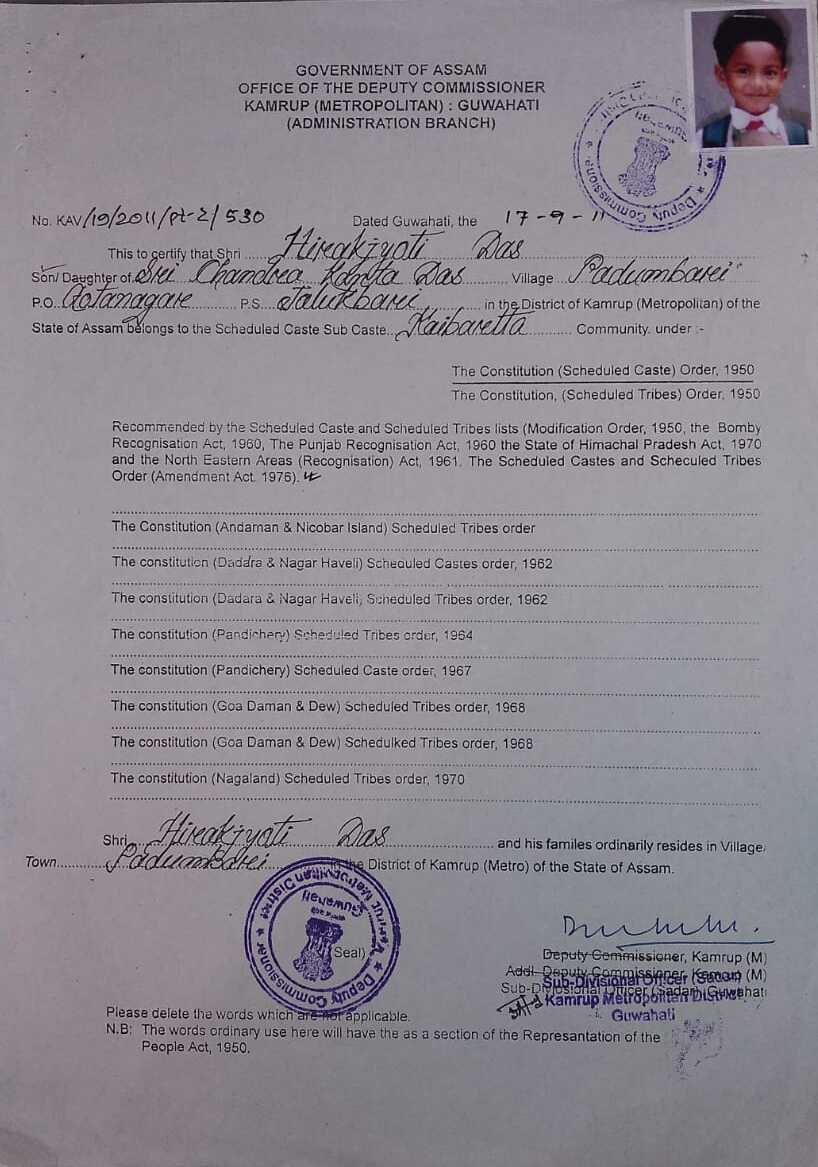 GOVERNMENT OF ASSAM
OFFICE OF THE DEPUTY COMMISSIONER
KAMRUP (METROPOLITAN) : GUWAHATI
(ADMINISTRATION BRANCH)
Deputy Commissioner
No. KAV/19/2011/pt-2/530 Dated Guwahati, the 17-9-11
This to certify that Shri Hirakjyoti Das
Son/ Daughter of Sri Chandra Kanta Das Village Padumbarei
P.O. Gotanagare P.S. Jalukbarei in the District of Kamrup (Metropolitan) of the
State of Assam belongs to the Scheduled Caste Sub Caste Kaibaretta Community. under :-
The Constitution (Scheduled Caste) Order, 1950
The Constitution, (Scheduled Tribes) Order, 1950
Recommended by the Scheduled Caste and Scheduled Tribes lists (Modification Order, 1950, the Bomby
Recognisation Act, 1960, The Punjab Recognisation Act, 1960 the State of Himachal Pradesh Act, 1970
and the North Eastern Areas (Recognisation) Act, 1961. The Scheduled Castes and Scheculed Tribes
Order (Amendment Act. 1976).
The Constitution (Andaman & Nicobar Island) Scheduled Tribes order
The constitution (Dadara & Nagar Haveli) Scheduled Castes order, 1962
The constitution (Dadara & Nagar Haveli) Scheduled Tribes order, 1962
The constitution (Pandichery) Scheduled Tribes order, 1964
The constitution (Pandichery) Scheduled Caste order, 1967
The constitution (Goa Daman & Dew) Scheduled Tribes order, 1968
The constitution (Goa Daman & Dew) Schedulked Tribes order, 1968
The constitution (Nagaland) Scheduled Tribes order, 1970
Shri Hirakjyoti Das and his familes ordinarily resides in Village,
Town Padumbarei in the District of Kamrup (Metro) of the State of Assam.
Deputy Commissioner Kamrup Metropolitan District
Guwahati
Seal)
Deputy Commissioner, Kamrup (M)
Addl. Deputy Commissioner, Kamrup (M)
Sub-Divisional Officer (Sadar), Guwahati
Sub-Divisional Officer (Sadar)
Kamrup Metropolitan District
Guwahati
Please delete the words which are not applicable.
N.B: The words ordinary use here will have the as a section of the Represantation of the
People Act, 1950.